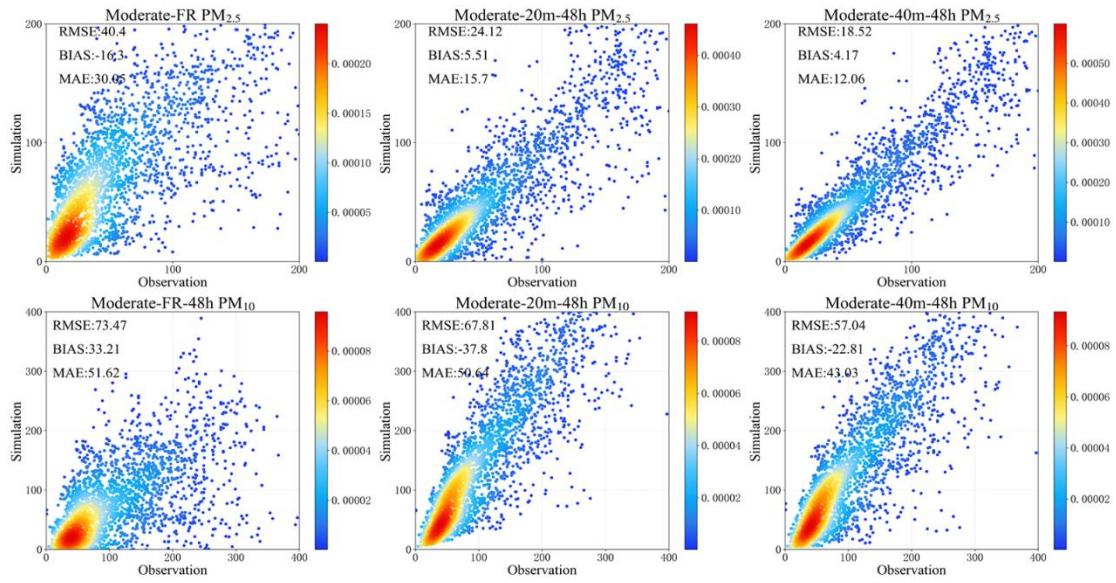 Moderate-FR PM2.5
RMSE:40.4
BIAS:-16.3
MAE:30.05
200
100
0
Simulation
0
100
200
Observation
0.00020
0.00015
0.00010
0.00005
Moderate-20m-48h PM2.5
RMSE:24.12
BIAS:5.51
MAE:15.7
200
100
0
Simulation
0
100
200
Observation
0.00040
0.00030
0.00020
0.00010
Moderate-40m-48h PM2.5
RMSE:18.52
BIAS:4.17
MAE:12.06
200
100
0
Simulation
0
100
200
Observation
0.00050
0.00040
0.00030
0.00020
0.00010
Moderate-FR-48h PM10
RMSE:73.47
BIAS:33.21
MAE:51.62
400
300
200
100
0
Simulation
0
100
200
300
400
Observation
0.00008
0.00006
0.00004
0.00002
Moderate-20m-48h PM10
RMSE:67.81
BIAS:-37.8
MAE:50.64
400
300
200
100
0
Simulation
0
100
200
300
400
Observation
0.00008
0.00006
0.00004
0.00002
Moderate-40m-48h PM10
RMSE:57.04
BIAS:-22.81
MAE:43.03
400
300
200
100
0
Simulation
0
100
200
300
400
Observation
0.00008
0.00006
0.00004
0.00002